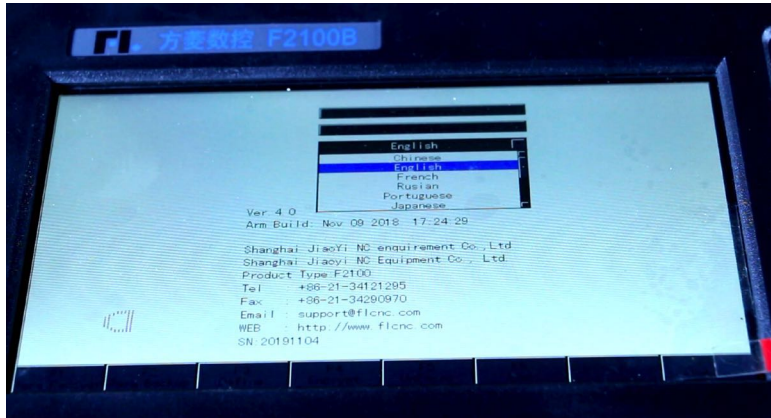 方菱数控 F2100B
English
Chinese
English
French
Rusian
Portuguese
Japanese
Ver 4.0
Arm Build: Nov 09 2018 17:24:29
Shanghai JiaoYi NC enquirement Co.,Ltd
Shanghai Jiaoyi NC Equipment Co., Ltd.
Product Type:F2100
Tel : +86-21-34121295
Fax : +86-21-34290970
Email : support@flcnc.com
WEB : http://www.flcnc.com
SN:20191104